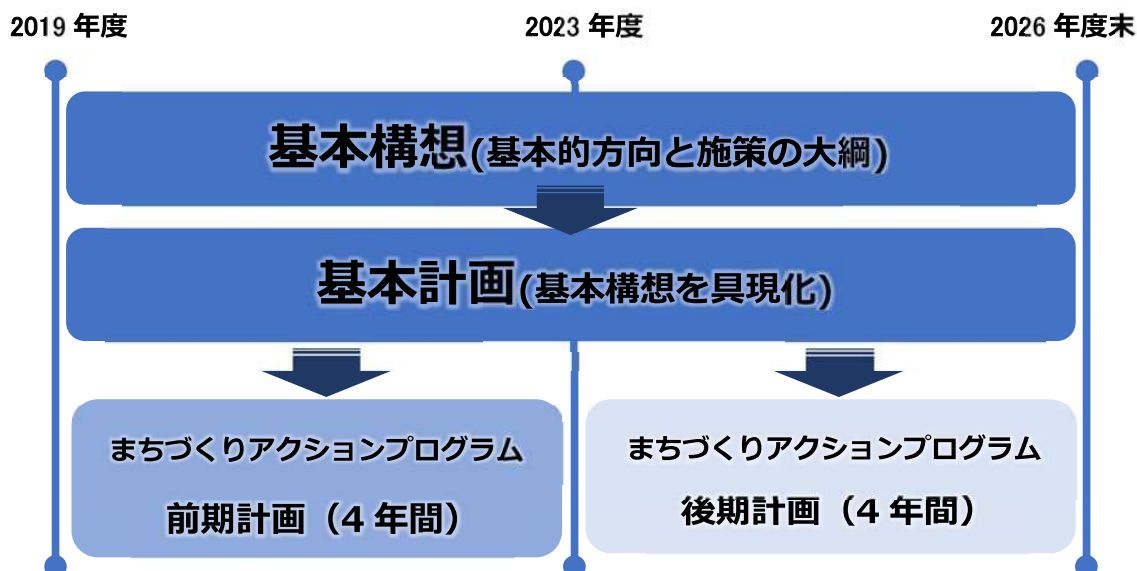 2019 年度 2023 年度 2026 年度末
基本構想(基本的方向と施策の大綱)
基本計画(基本構想を具現化)
まちづくりアクションプログラム
前期計画（4 年間）
まちづくりアクションプログラム
後期計画（4 年間）